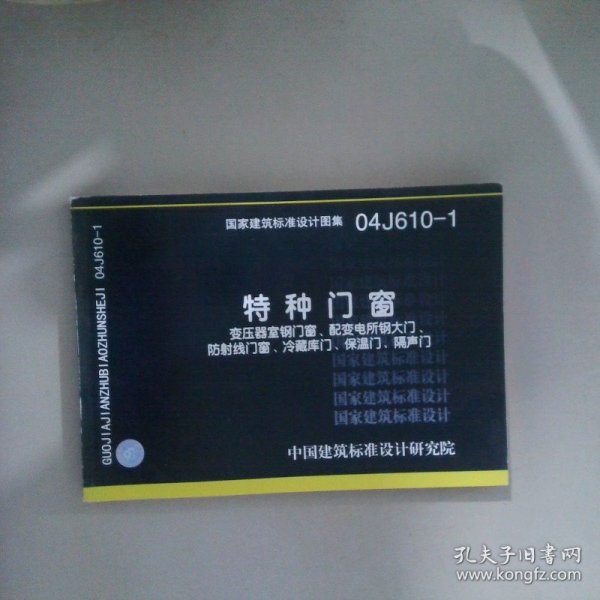 国家建筑标准设计图集 04J610-1
特种门窗
变压器室钢门窗、配变电所钢大门、
防射线门窗、冷藏库门、保温门、隔声门
国家建筑标准设计
国家建筑标准设计
国家建筑标准设计
国家建筑标准设计
中国建筑标准设计研究院
GUOJIAJIANZHUBIAOZHUNSHEJI 04J610-1
孔夫子旧书网
www.kongfz.com